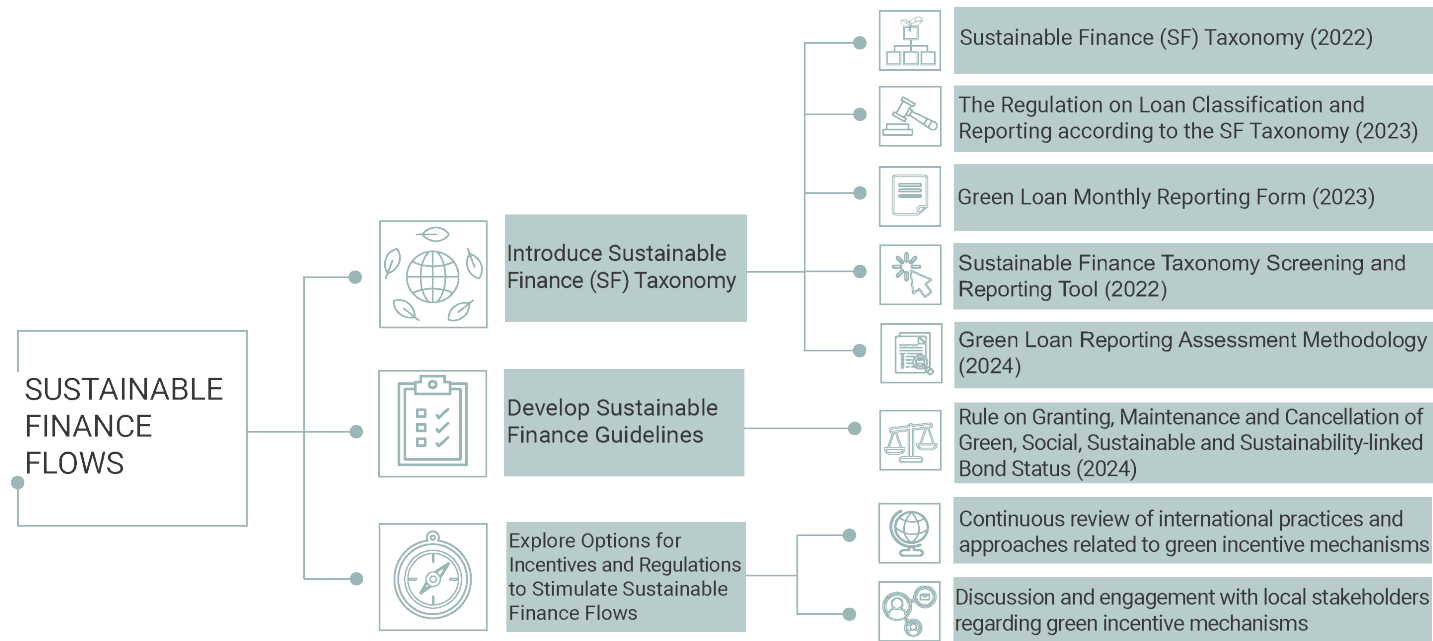 SUSTAINABLE
FINANCE
FLOWS
Introduce Sustainable
Finance (SF) Taxonomy
Sustainable Finance (SF) Taxonomy (2022)
The Regulation on Loan Classification and
Reporting according to the SF Taxonomy (2023)
Green Loan Monthly Reporting Form (2023)
Sustainable Finance Taxonomy Screening and
Reporting Tool (2022)
Green Loan Reporting Assessment Methodology
(2024)
Develop Sustainable
Finance Guidelines
Rule on Granting, Maintenance and Cancellation of
Green, Social, Sustainable and Sustainability-linked
Bond Status (2024)
Explore Options for
Incentives and Regulations
to Stimulate Sustainable
Finance Flows
Continuous review of international practices and
approaches related to green incentive mechanisms
Discussion and engagement with local stakeholders
regarding green incentive mechanisms